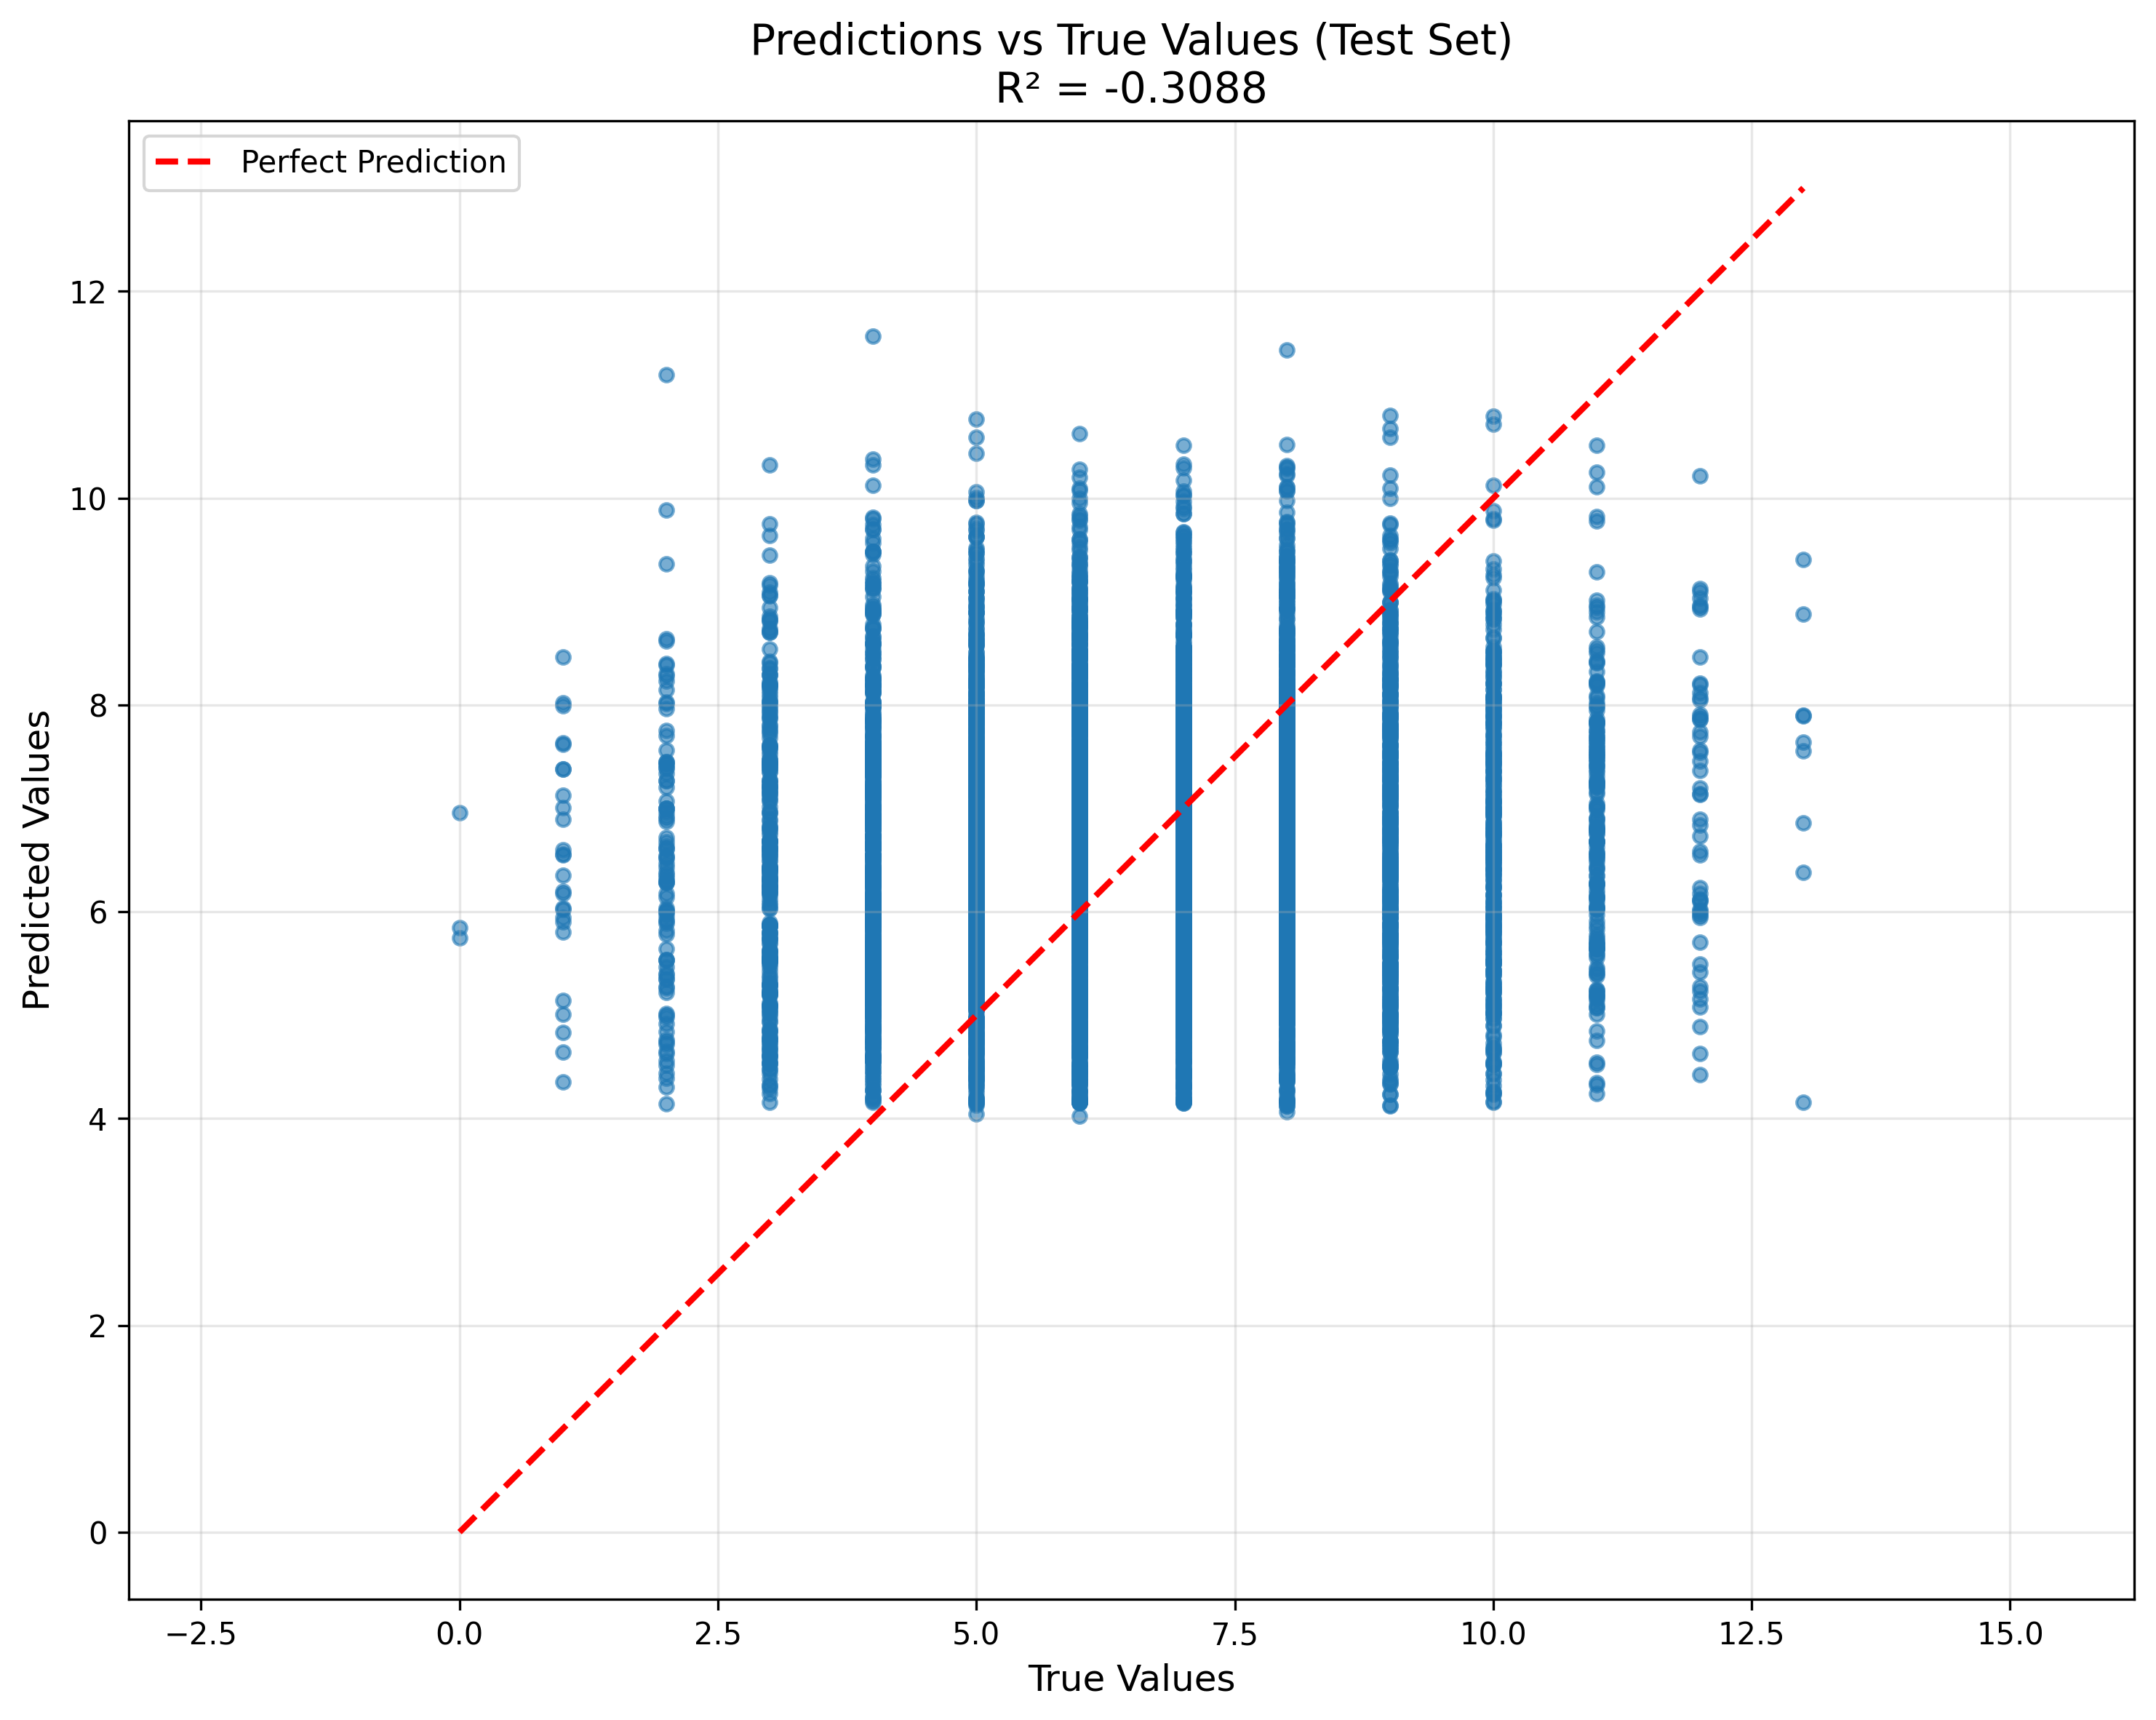 Predictions vs True Values (Test Set)
R² = -0.3088
Perfect Prediction
12
10
8
6
4
2
0
Predicted Values
−2.5 0.0 2.5 5.0 7.5 10.0 12.5 15.0
True Values